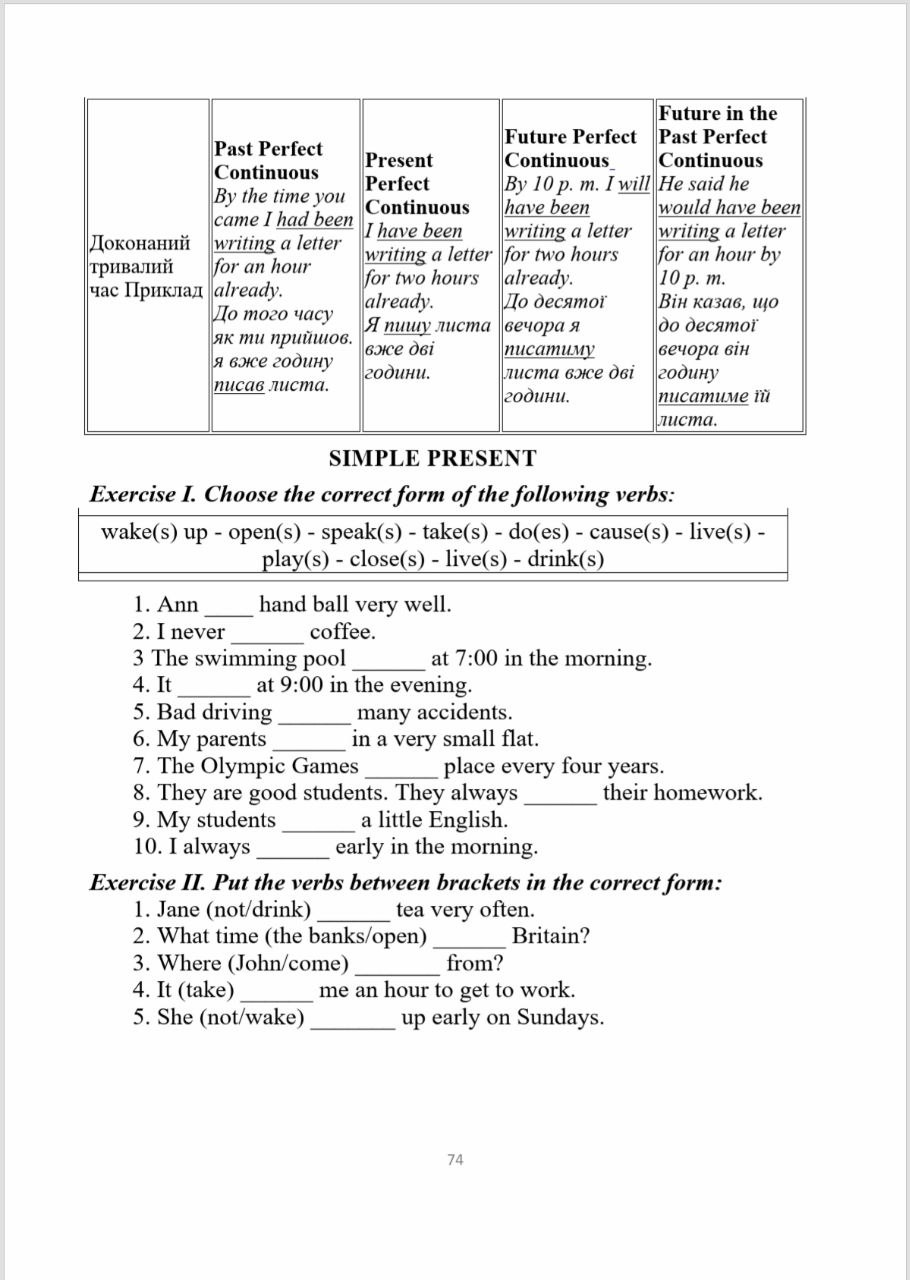 Доконаний
тривалий
час Приклад
Past Perfect
Continuous
By the time you
came I had been
writing a letter
for an hour
already.
До того часу
як ти прийшов.
я вже годину
писав листа.
Present
Perfect
Continuous
I have been
writing a letter
for two hours
already.
Я пишу листа
вже дві
години.
Future Perfect
Continuous
By 10 p. m. I will
have been
writing a letter
for two hours
already.
До десятої
вечора я
писатиму
листа вже дві
години.
Future in the
Past Perfect
Continuous
He said he
would have been
writing a letter
for an hour by
10 p. m.
Він казав, що
до десятої
вечора він
годину
писатиме їй
листа.
SIMPLE PRESENT
Exercise I. Choose the correct form of the following verbs:
wake(s) up - open(s) - speak(s) - take(s) - do(es) - cause(s) - live(s) -
play(s) - close(s) - live(s) - drink(s)
1. Ann ____ hand ball very well.
2. I never ______ coffee.
3 The swimming pool ______ at 7:00 in the morning.
4. It ______ at 9:00 in the evening.
5. Bad driving ______ many accidents.
6. My parents ______ in a very small flat.
7. The Olympic Games ______ place every four years.
8. They are good students. They always ______ their homework.
9. My students ______ a little English.
10. I always ______ early in the morning.
Exercise II. Put the verbs between brackets in the correct form:
1. Jane (not/drink) ______ tea very often.
2. What time (the banks/open) ______ Britain?
3. Where (John/come) _______ from?
4. It (take) ______ me an hour to get to work.
5. She (not/wake) _______ up early on Sundays.
74